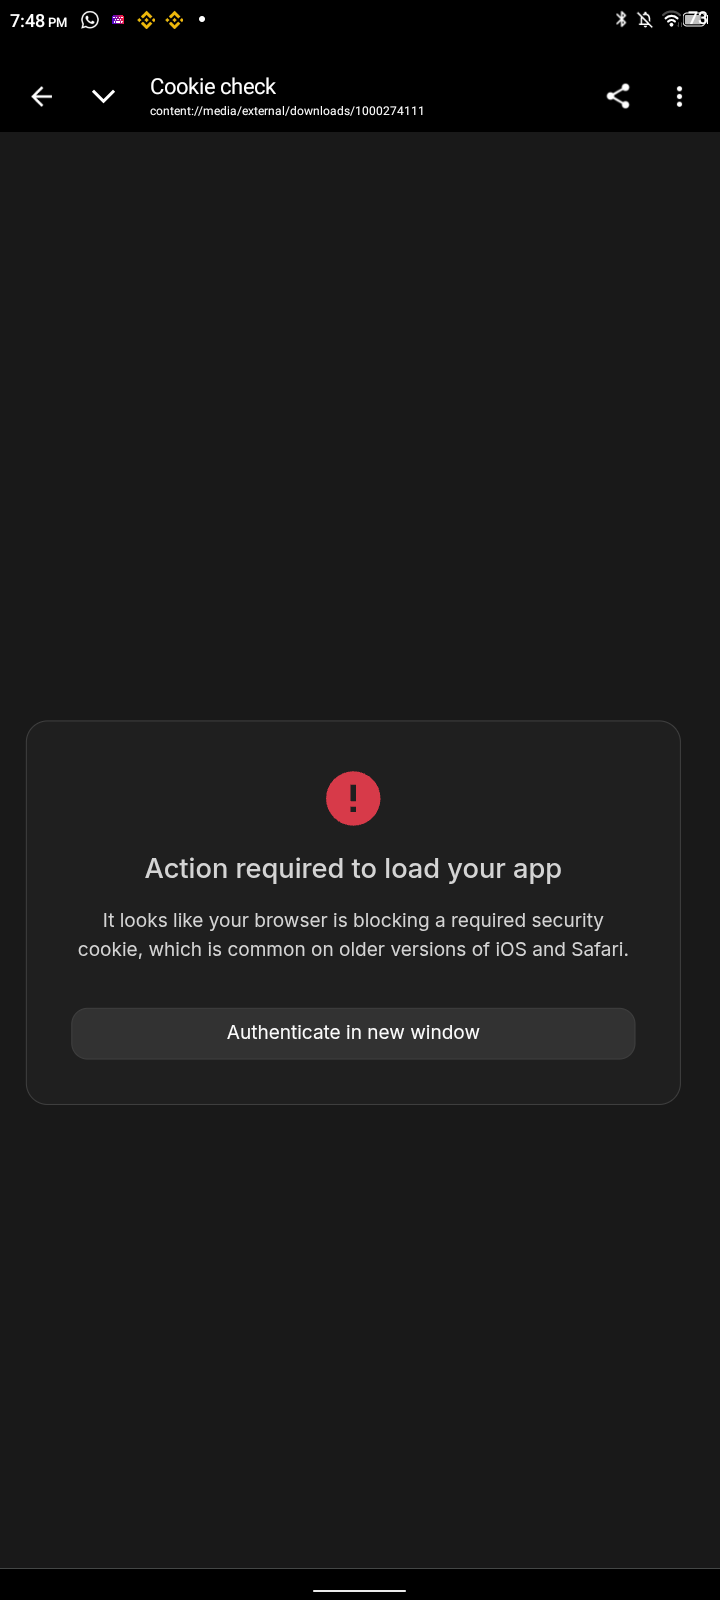 7:48 PM
73
Cookie check
content://media/external/downloads/1000274111
Action required to load your app
It looks like your browser is blocking a required security
cookie, which is common on older versions of iOS and Safari.
Authenticate in new window